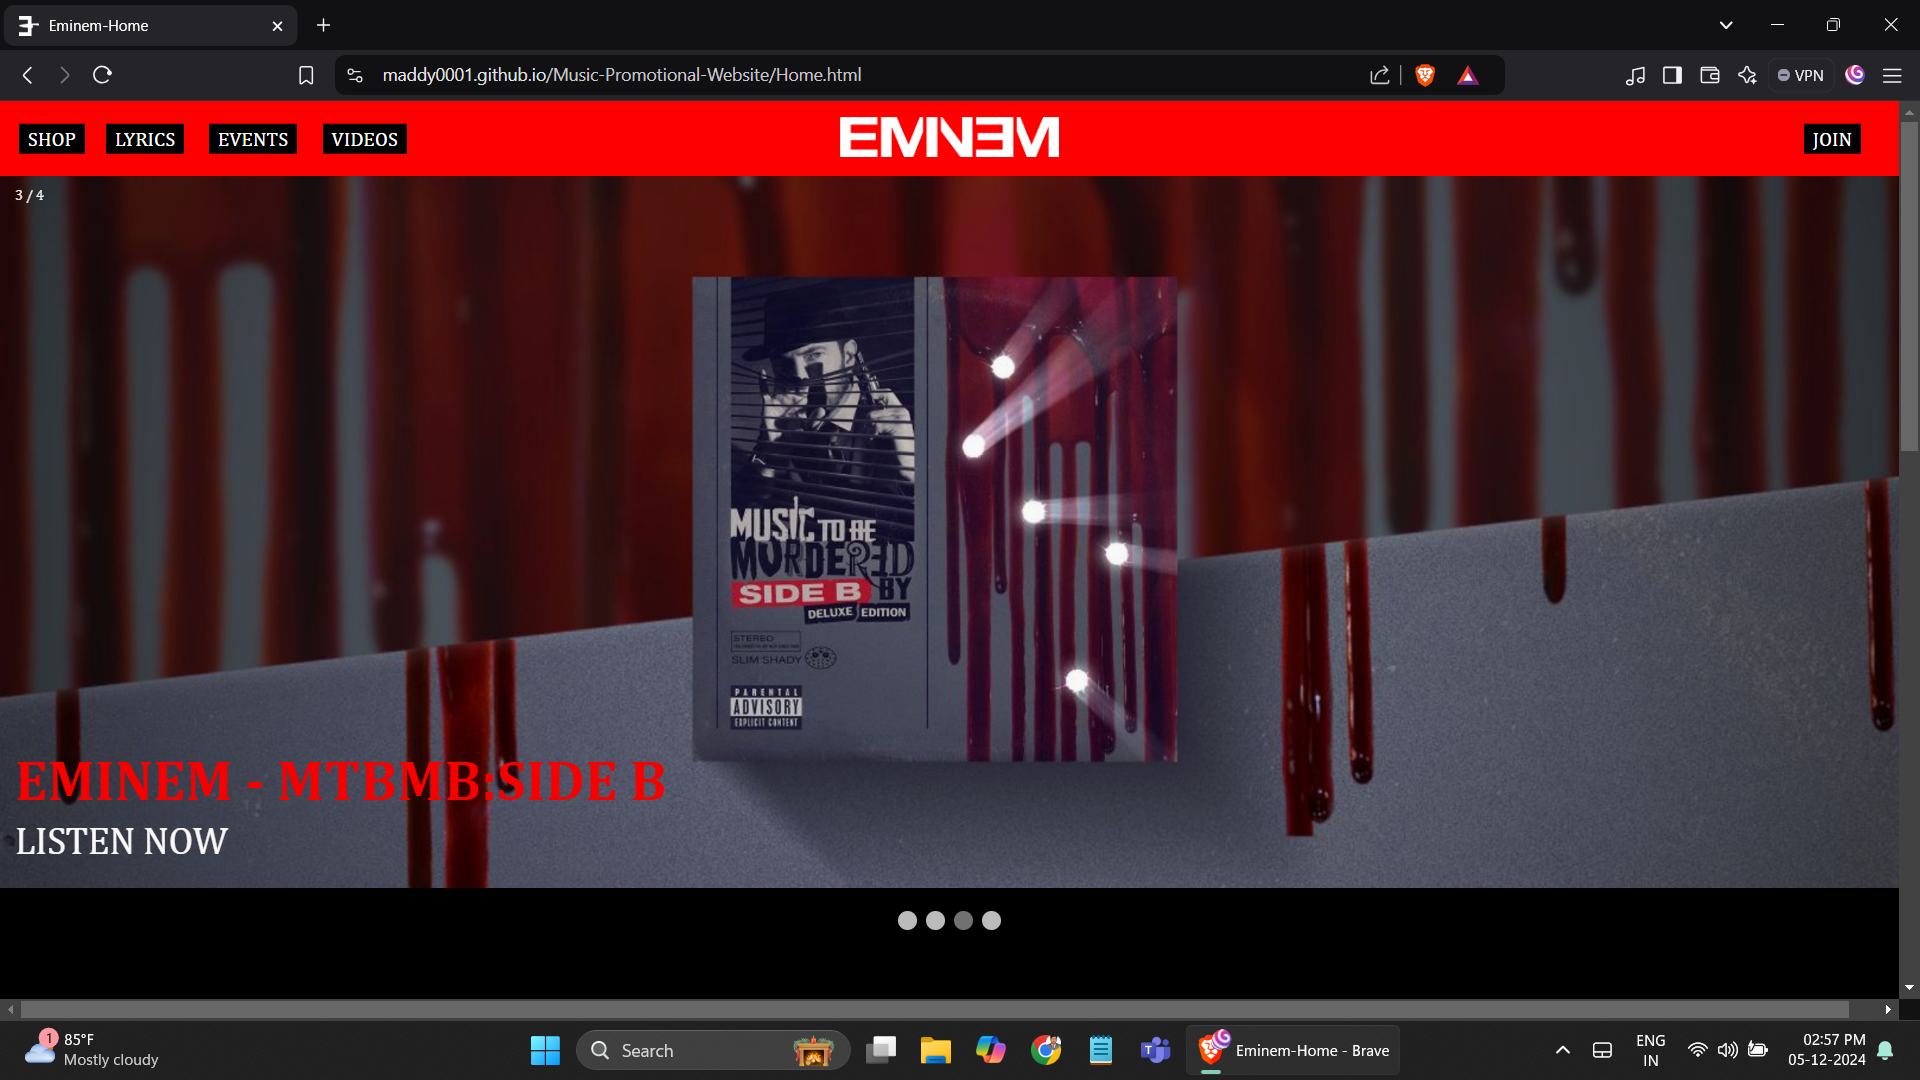 Eminem-Home
maddy0001.github.io/Music-Promotional-Website/Home.html
VPN
SHOP
LYRICS
EVENTS
VIDEOS
EMINEM
JOIN
3 / 4
MUSIC TO BE
MURDERED
SIDE B BY
DELUXE EDITION
STEREO
SLIM SHADY
PARENTAL
ADVISORY
EXPLICIT CONTENT
EMINEM - MTBMB:SIDE B
LISTEN NOW
1
85°F
Mostly cloudy
Search
Eminem-Home - Brave
ENG
IN
02:57 PM
05-12-2024